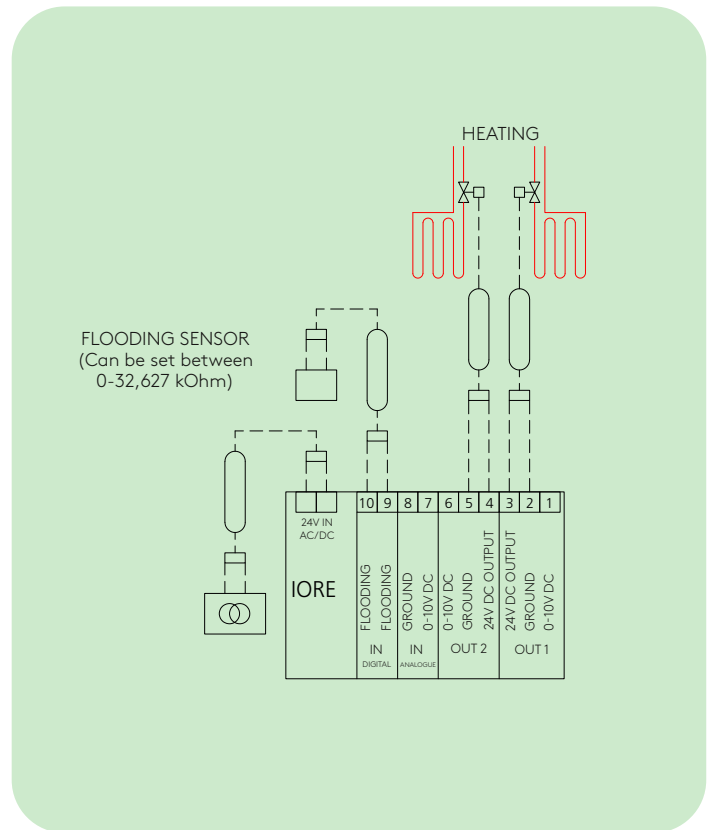 HEATING
FLOODING SENSOR
(Can be set between
0-32,627 kOhm)
10 9 8 7 6 5 4 3 2 1
24V IN
AC/DC
IORE
FLOODING
FLOODING
GROUND
0-10V DC
0-10V DC
GROUND
24V DC OUTPUT
24V DC OUTPUT
GROUND
0-10V DC
IN
DIGITAL
IN
ANALOGUE
OUT 2
OUT 1